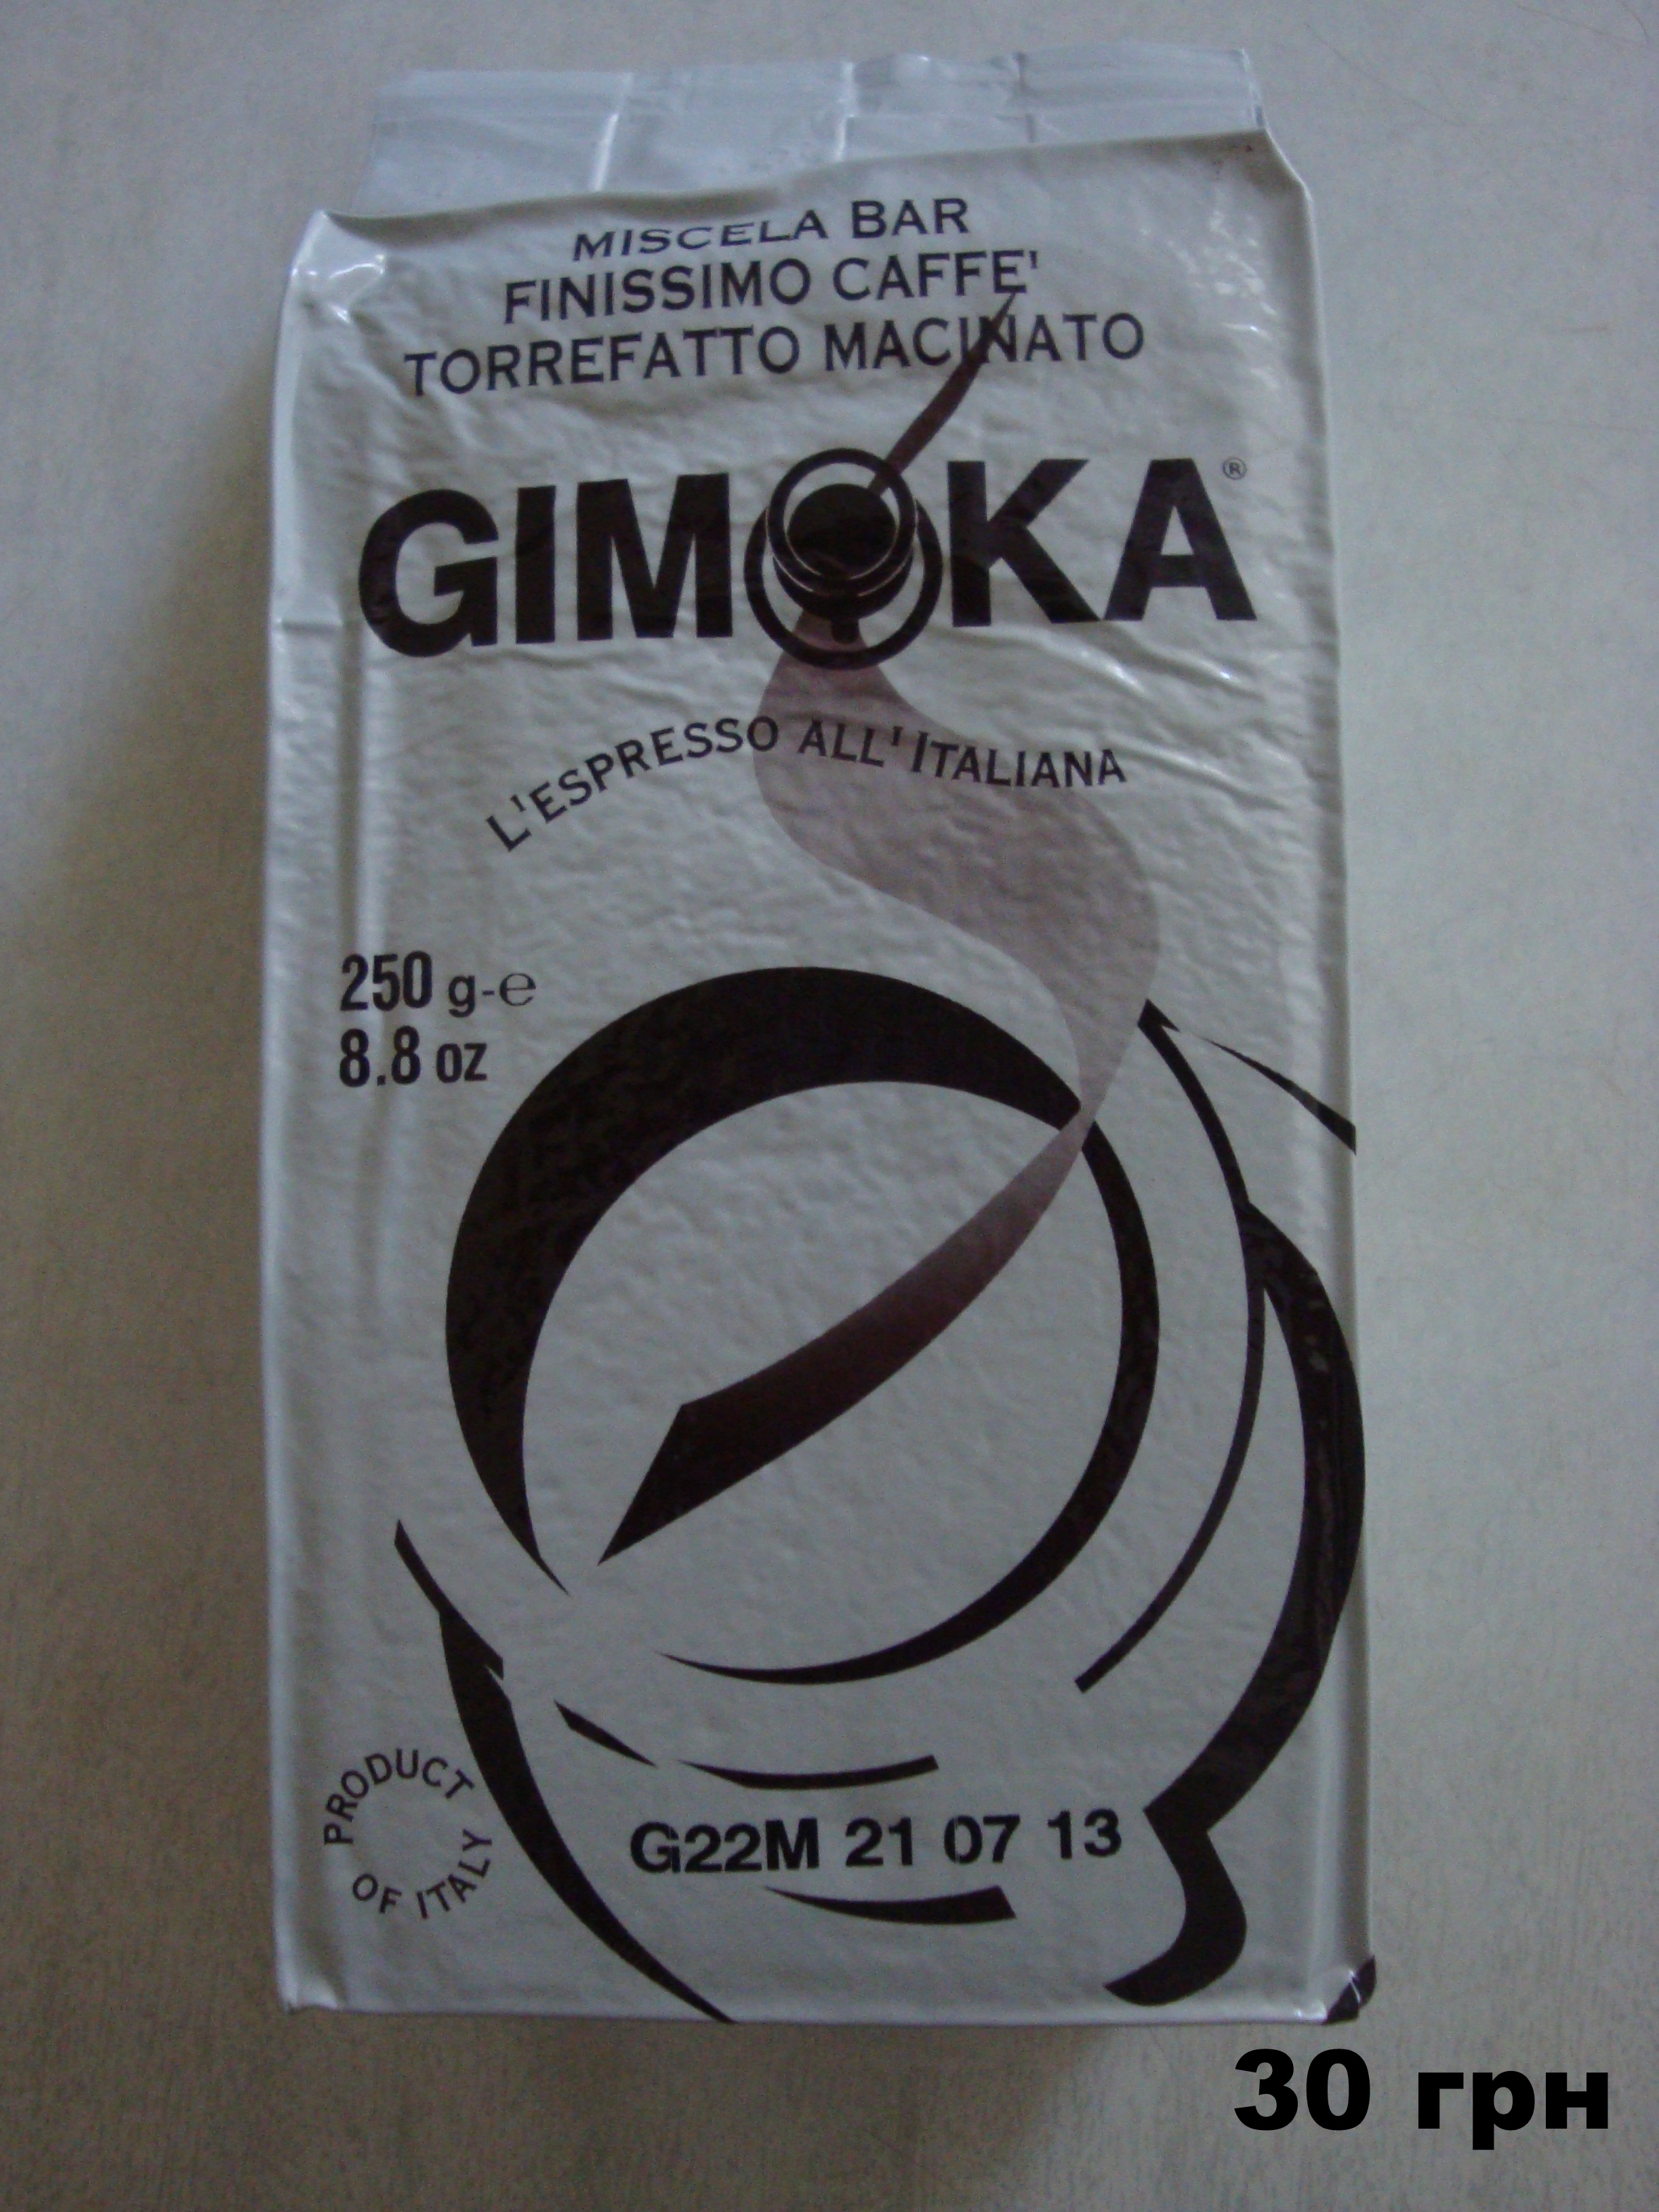 MISCELA BAR
FINISSIMO CAFFE'
TORREFATTO MACINATO
GIMOKA®
L'ESPRESSO ALL'ITALIANA
250 g-e
8.8 oz
PRODUCT
OF ITALY
G22M 21 07 13
30 грн